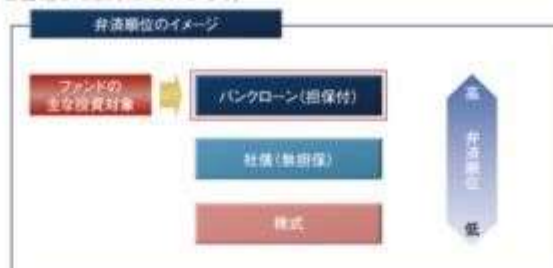 弁済順位のイメージ
ファンドの
主な投資対象
バンクローン(担保付)
社債(無担保)
株式
高
弁済順位
低